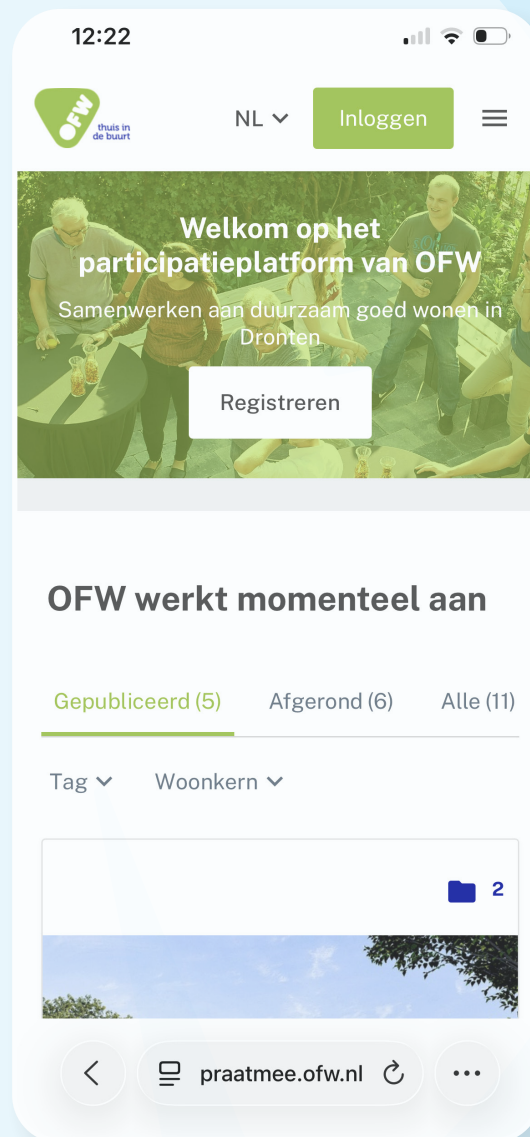 12:22
OFW
thuis in
de buurt
NL
Inloggen
Welkom op het
participatieplatform van OFW
Samenwerken aan duurzaam goed wonen in
Dronten
Registreren
OFW werkt momenteel aan
Gepubliceerd (5)
Afgerond (6)
Alle (11)
Tag
Woonkern
2
praatmee.ofw.nl